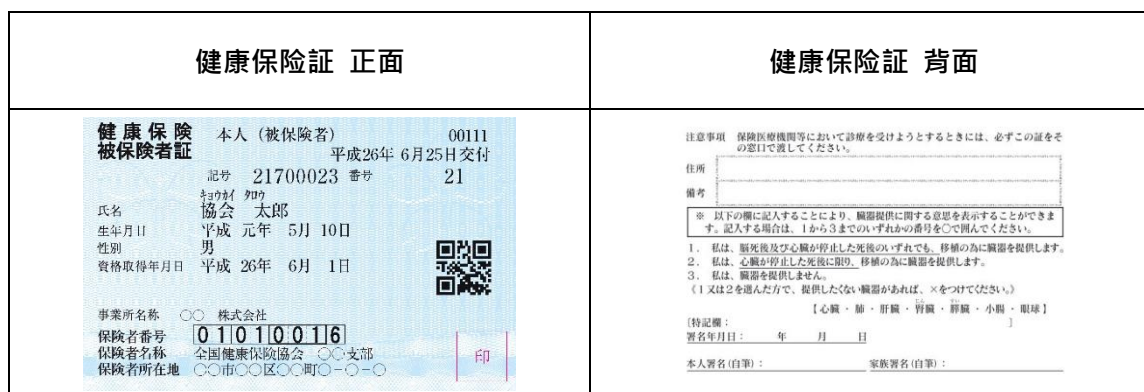 健康保险証 正面
健康保险証 背面
健康保険 本人（被保険者） 00111
被保険者証 平成26年 6月25日交付
記号 21700023 番号 21
ｷｮｳｶｲ ﾀﾛｳ
氏名 協会 太郎
生年月日 平成 元年 5月 10日
性別 男
資格取得年月日 平成 26年 6月 1日
事業所名称 ○○ 株式会社
保険者番号 01010016
保険者名称 全国健康保険協会 ○○支部
保険者所在地 ○○市○○区○○町○－○－○
印
注意事項 保険医療機関等において診療を受けようとするときには、必ずこの証をそ
の窓口で渡してください。
住所
備考
※ 以下の欄に記入することにより、臓器提供に関する意思を表示することができま
す。記入する場合は、1から3までのいずれかの番号を○で囲んでください。
1. 私は、脳死後及び心臓が停止した死後のいずれでも、移植の為に臓器を提供します。
2. 私は、心臓が停止した死後に限り、移植の為に臓器を提供します。
3. 私は、臓器を提供しません。
《1又は2を選んだ方で、提供したくない臓器があれば、×をつけてください。》
【心臓・肺・肝臓・腎臓・膵臓・小腸・眼球】
[特記欄： ]
署名年月日： 年 月 日
本人署名(自筆)： 家族署名(自筆)：